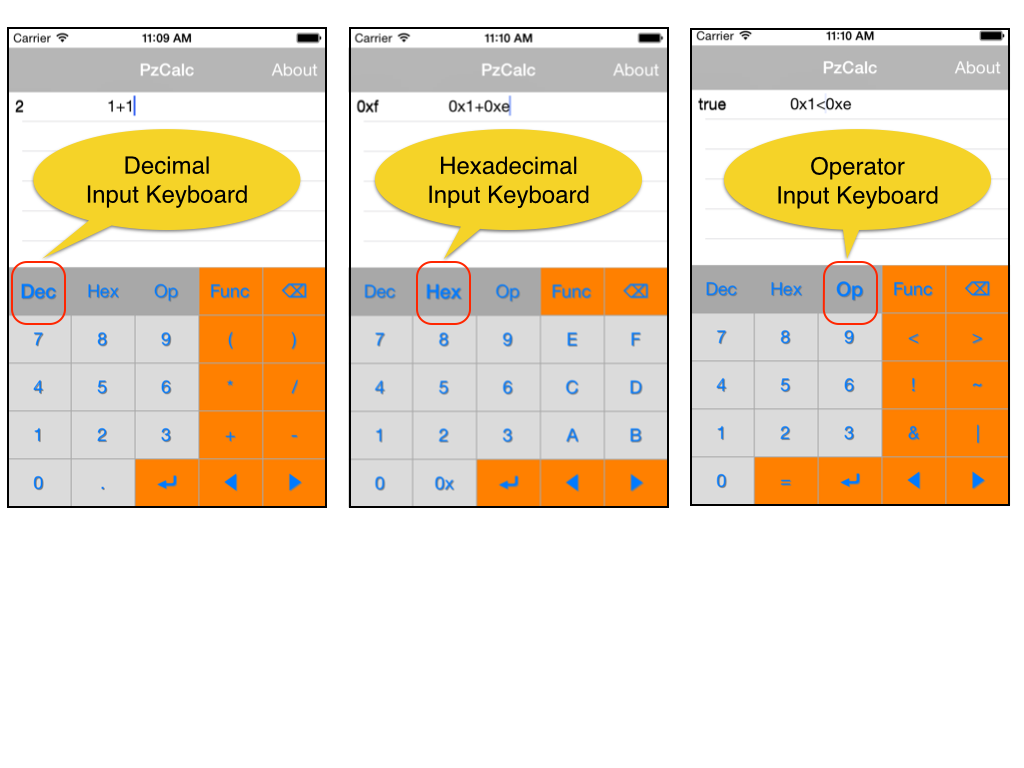 Carrier 11:09 AM
PzCalc About
2 1+1
Decimal
Input Keyboard
Dec Hex Op Func ⌫
7 8 9 ( )
4 5 6 * /
1 2 3 + -
0 . ↵ ◀ ▶
Carrier 11:10 AM
PzCalc About
0xf 0x1+0xe
Hexadecimal
Input Keyboard
Dec Hex Op Func ⌫
7 8 9 E F
4 5 6 C D
1 2 3 A B
0 0x ↵ ◀ ▶
Carrier 11:10 AM
PzCalc About
true 0x1<0xe
Operator
Input Keyboard
Dec Hex Op Func ⌫
7 8 9 < >
4 5 6 ! ~
1 2 3 & |
0 = ↵ ◀ ▶